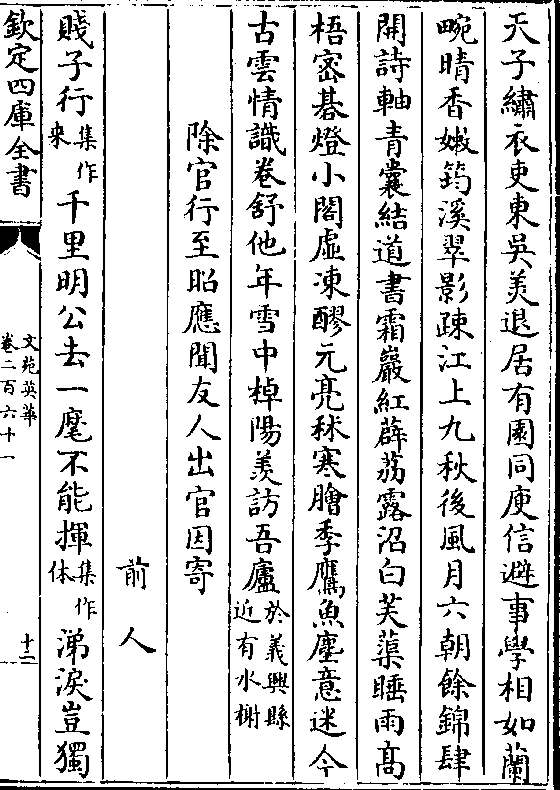 天子繡衣吏東吳美退居有園同庾信避事學相如蘭
畹晴香嫩筠溪翠影疎江上九秋後風月六朝餘錦肆
開詩軸青囊結道書霜巖紅薜茘露沼白芙蕖睡雨髙
梧宻棊燈小閣虛凍醪元亮秫寒膾季鷹魚塵意迷今
古雲情識卷舒他年雪中棹陽羡訪吾廬於義興縣近有水榭
除官行至昭應聞友人出官因寄
前人
賤子行集作来千里明公去一麾不能揮集作休涕淚豈獨
欽定四庫全書
文苑英華
卷二百六十一
十二